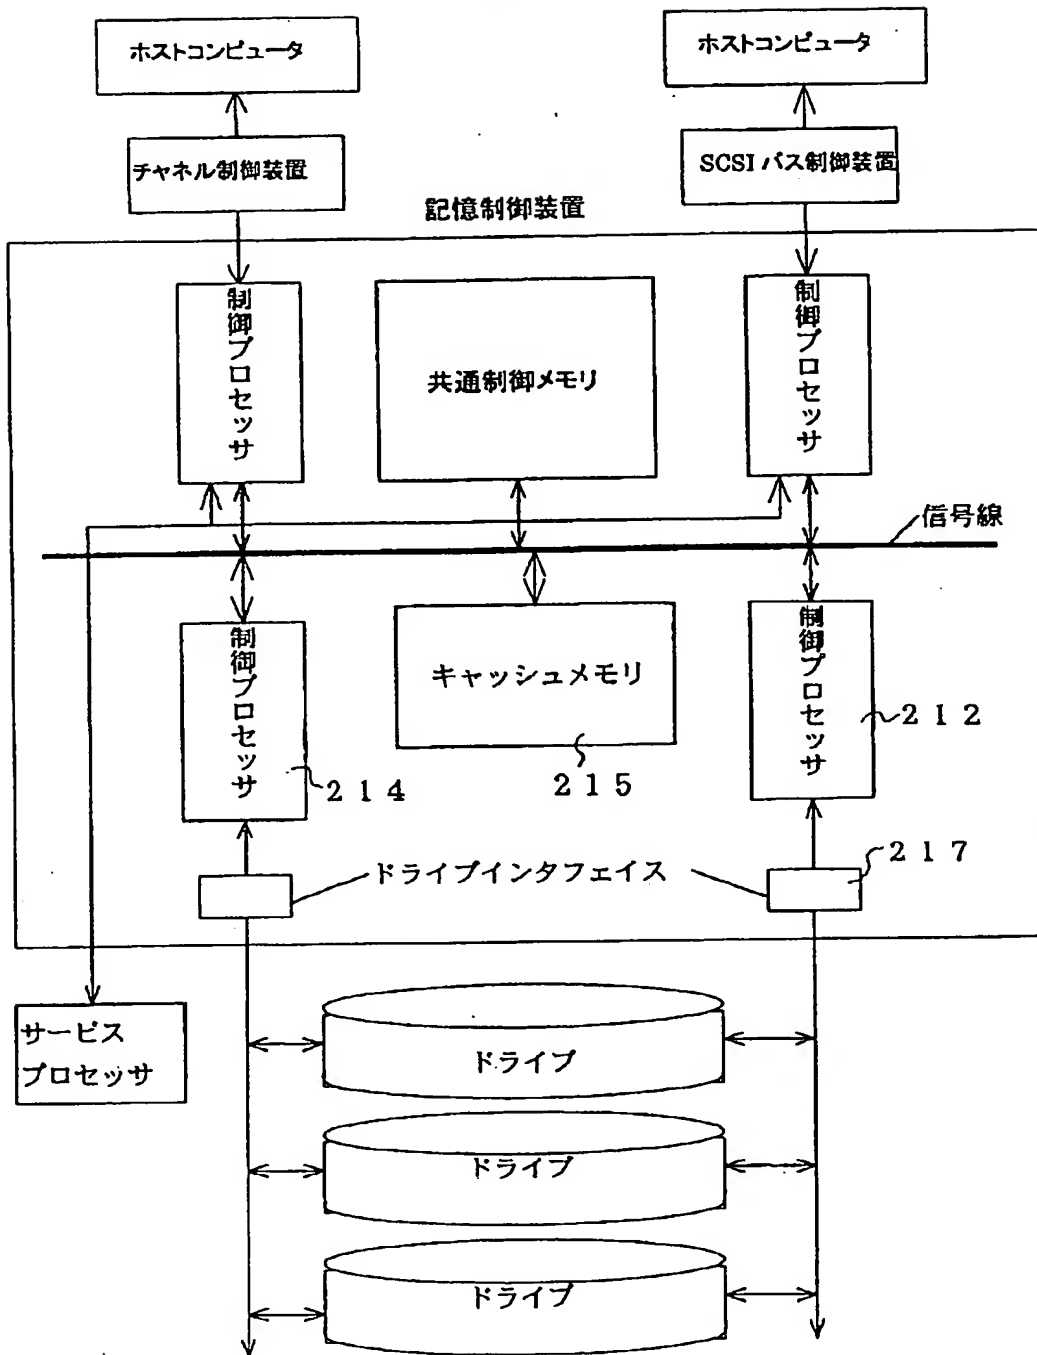 ホストコンピュータ
ホストコンピュータ
チャネル制御装置
SCSI バス制御装置
記憶制御装置
制御プロセッサ
共通制御メモリ
制御プロセッサ
信号線
制御プロセッサ
キャッシュメモリ
制御プロセッサ
212
214
215
217
ドライブインタフェイス
サービス
プロセッサ
ドライブ
ドライブ
ドライブ